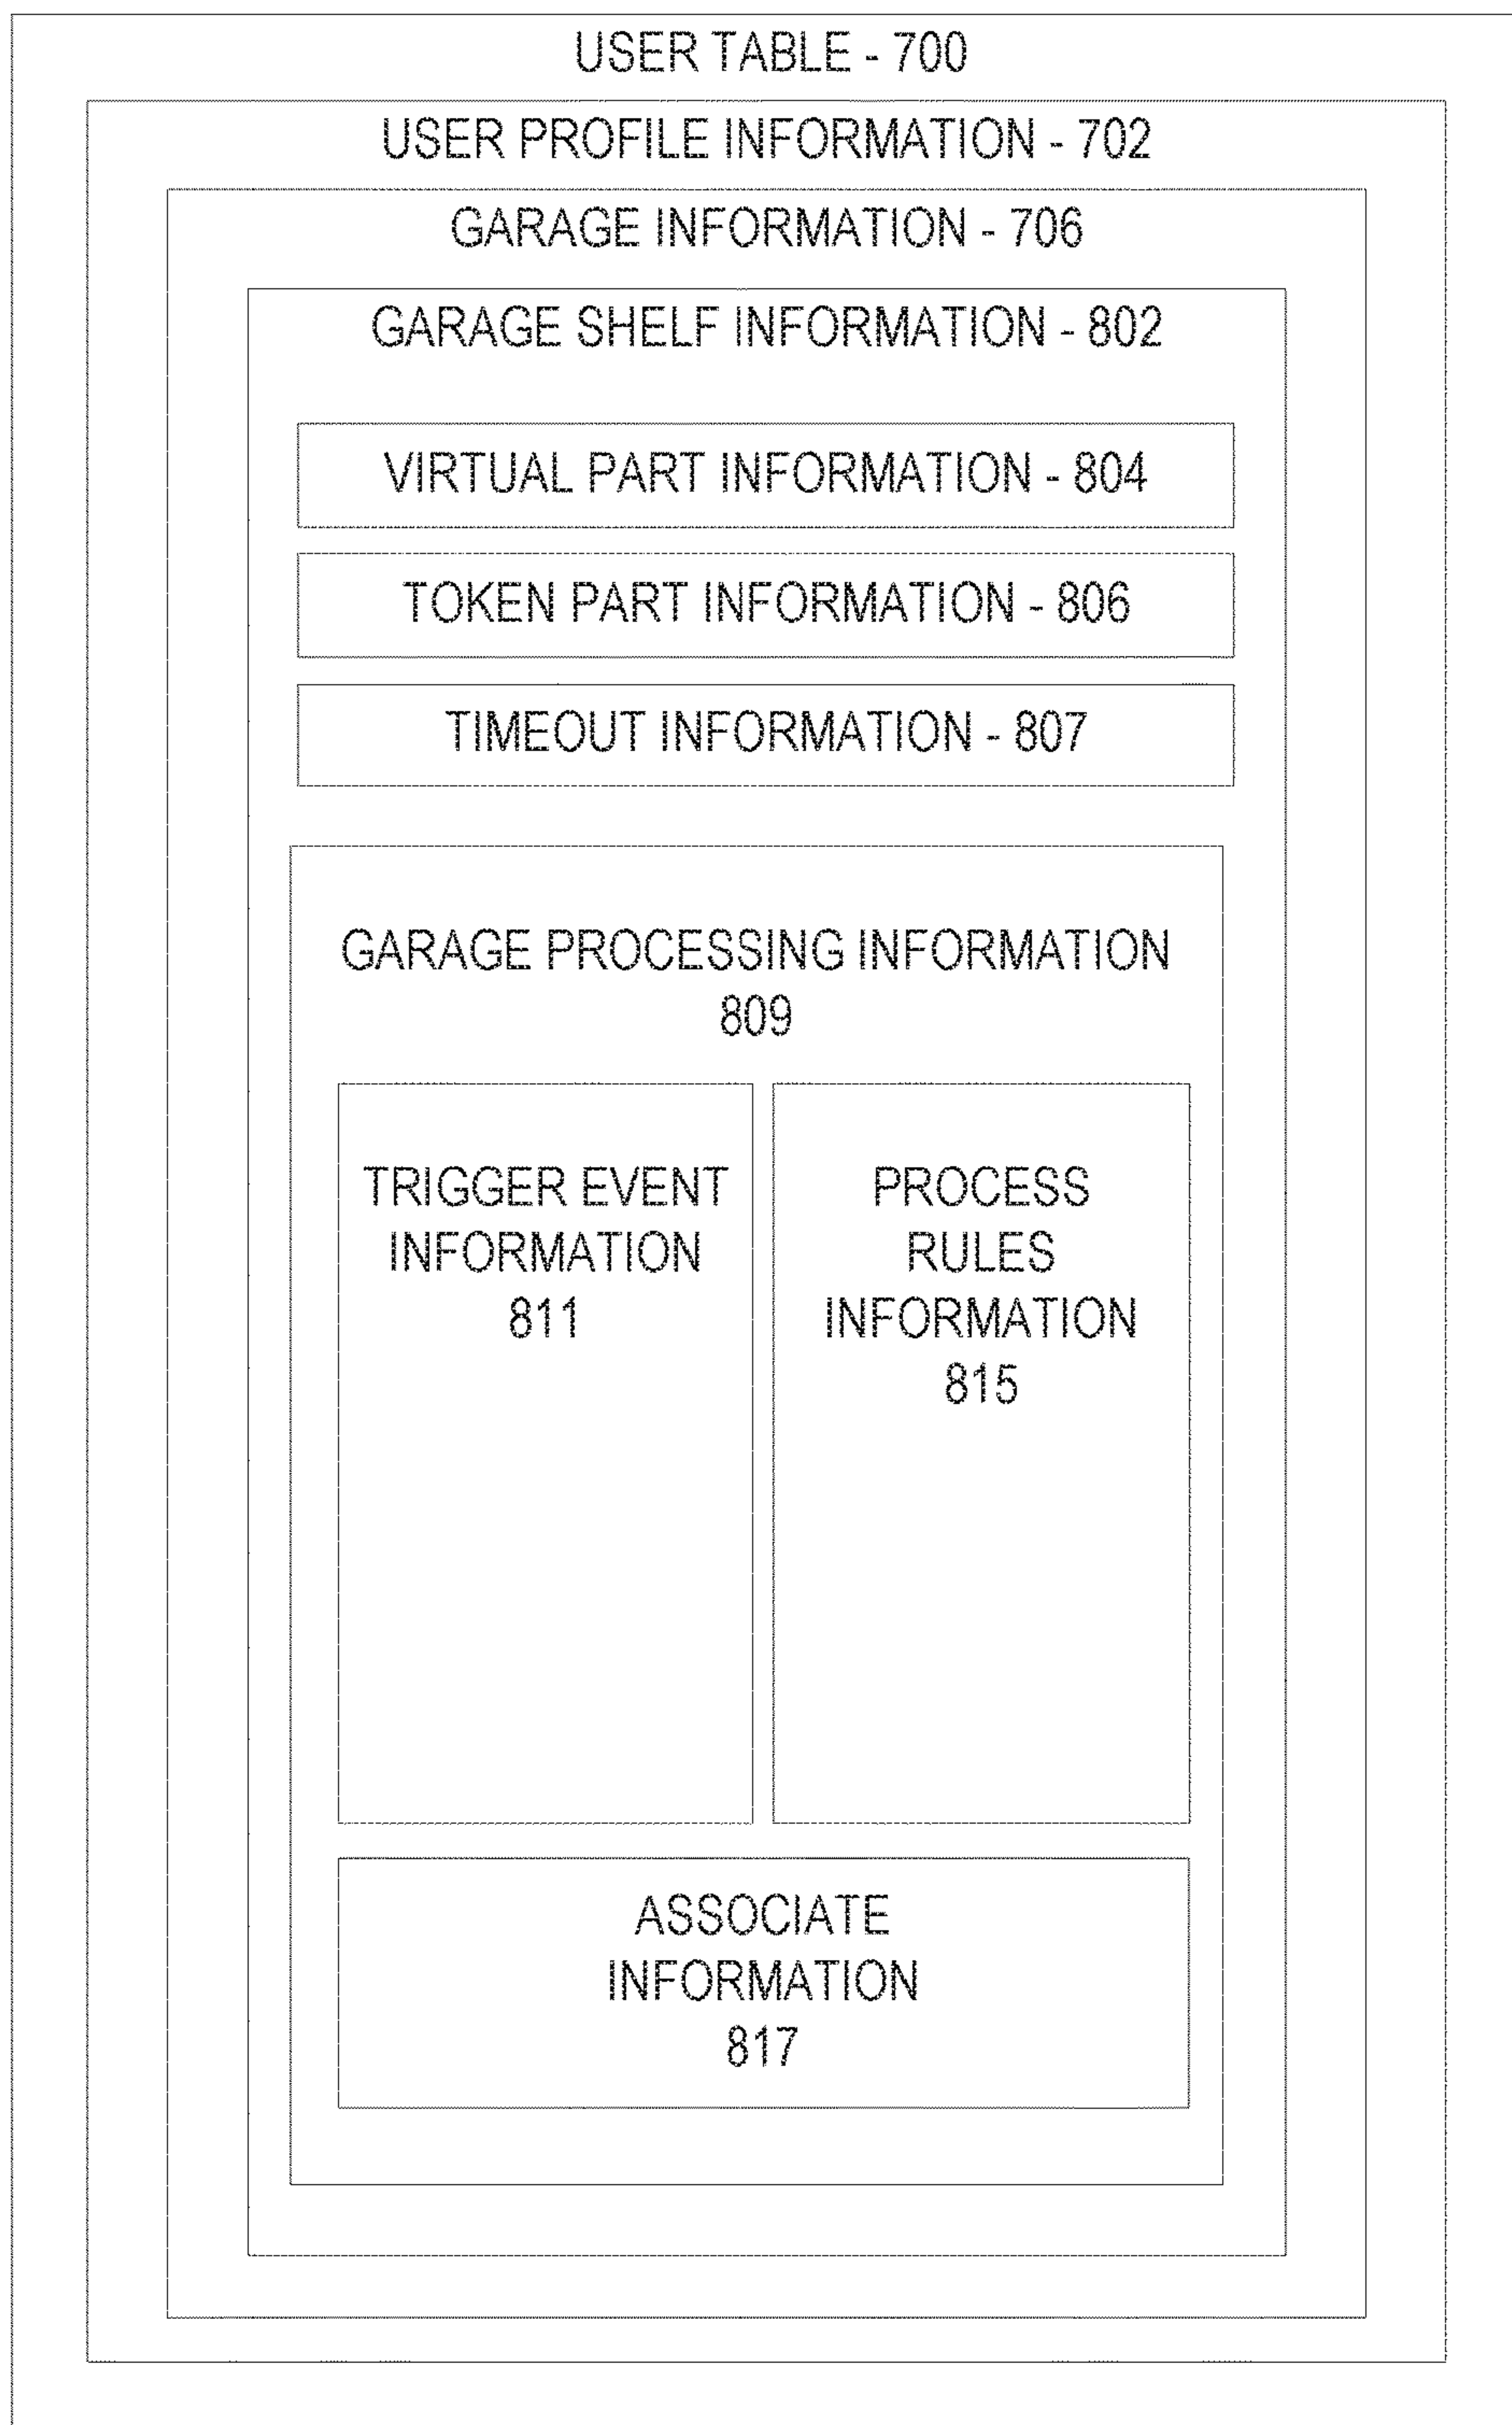 USER TABLE - 700
USER PROFILE INFORMATION - 702
GARAGE INFORMATION - 706
GARAGE SHELF INFORMATION - 802
VIRTUAL PART INFORMATION - 804
TOKEN PART INFORMATION - 806
TIMEOUT INFORMATION - 807
GARAGE PROCESSING INFORMATION
809
TRIGGER EVENT
INFORMATION
811
PROCESS
RULES
INFORMATION
815
ASSOCIATE
INFORMATION
817